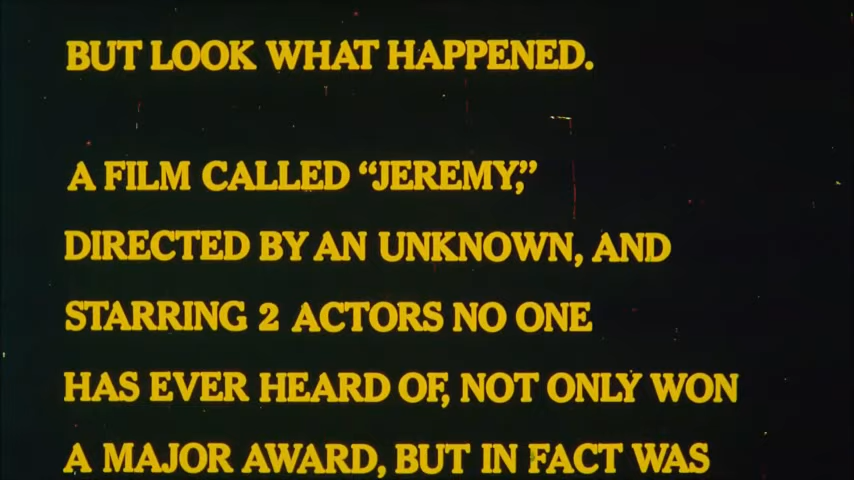 BUT LOOK WHAT HAPPENED.
A FILM CALLED “JEREMY,”
DIRECTED BY AN UNKNOWN, AND
STARRING 2 ACTORS NO ONE
HAS EVER HEARD OF, NOT ONLY WON
A MAJOR AWARD, BUT IN FACT WAS